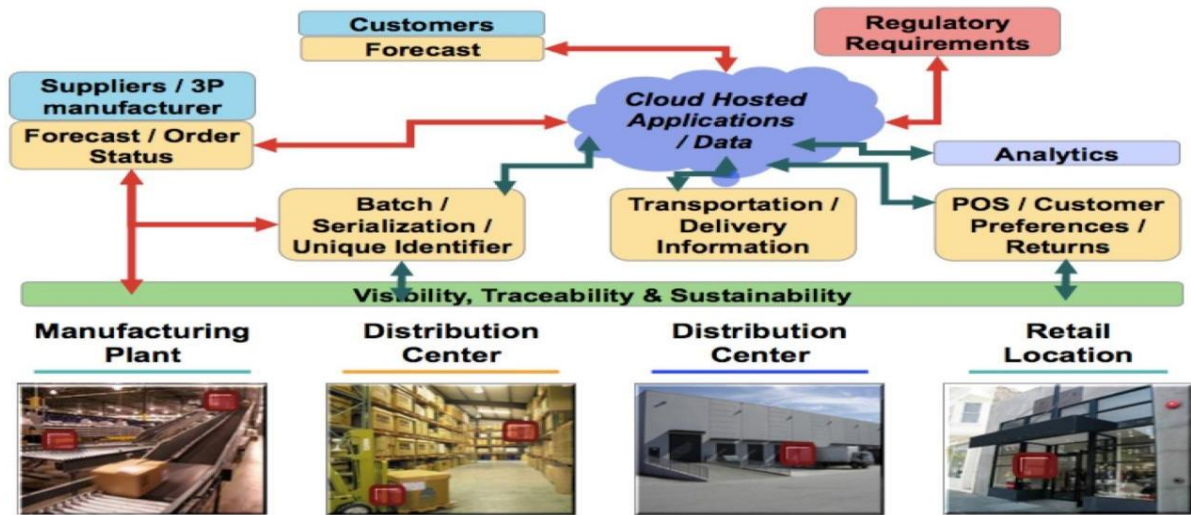 Customers
Forecast
Regulatory
Requirements
Suppliers / 3P
manufacturer
Forecast / Order
Status
Cloud Hosted
Applications
/ Data
Analytics
Batch /
Serialization /
Unique Identifier
Transportation /
Delivery
Information
POS / Customer
Preferences /
Returns
Visibility, Traceability & Sustainability
Manufacturing
Plant
Distribution
Center
Distribution
Center
Retail
Location